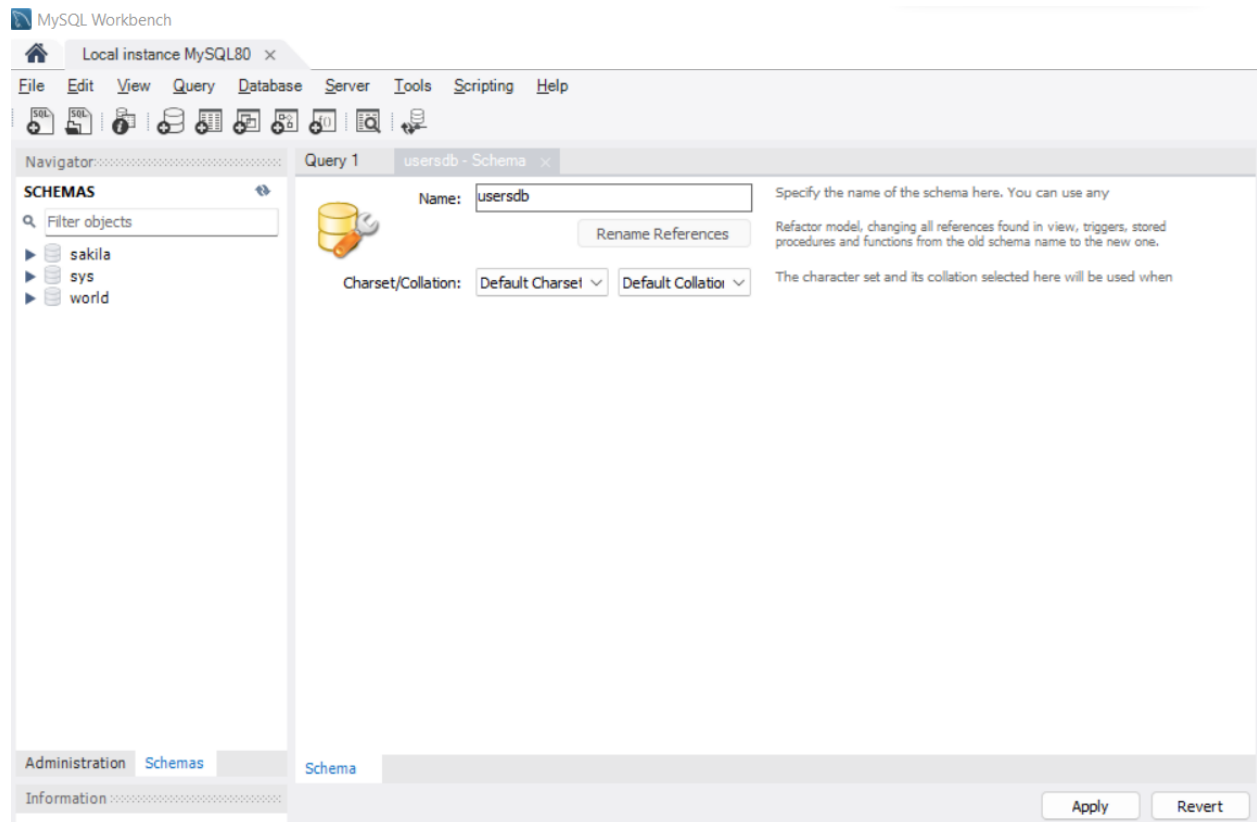 MySQL Workbench
Local instance MySQL80
File Edit View Query Database Server Tools Scripting Help
SQL SQL
Navigator
SCHEMAS
Filter objects
sakila
sys
world
Administration Schemas
Information
Query 1 usersdb - Schema
Name: usersdb Specify the name of the schema here. You can use any
Rename References Refactor model, changing all references found in view, triggers, stored
procedures and functions from the old schema name to the new one.
Charset/Collation: Default Charset Default Collation The character set and its collation selected here will be used when
Schema
Apply Revert